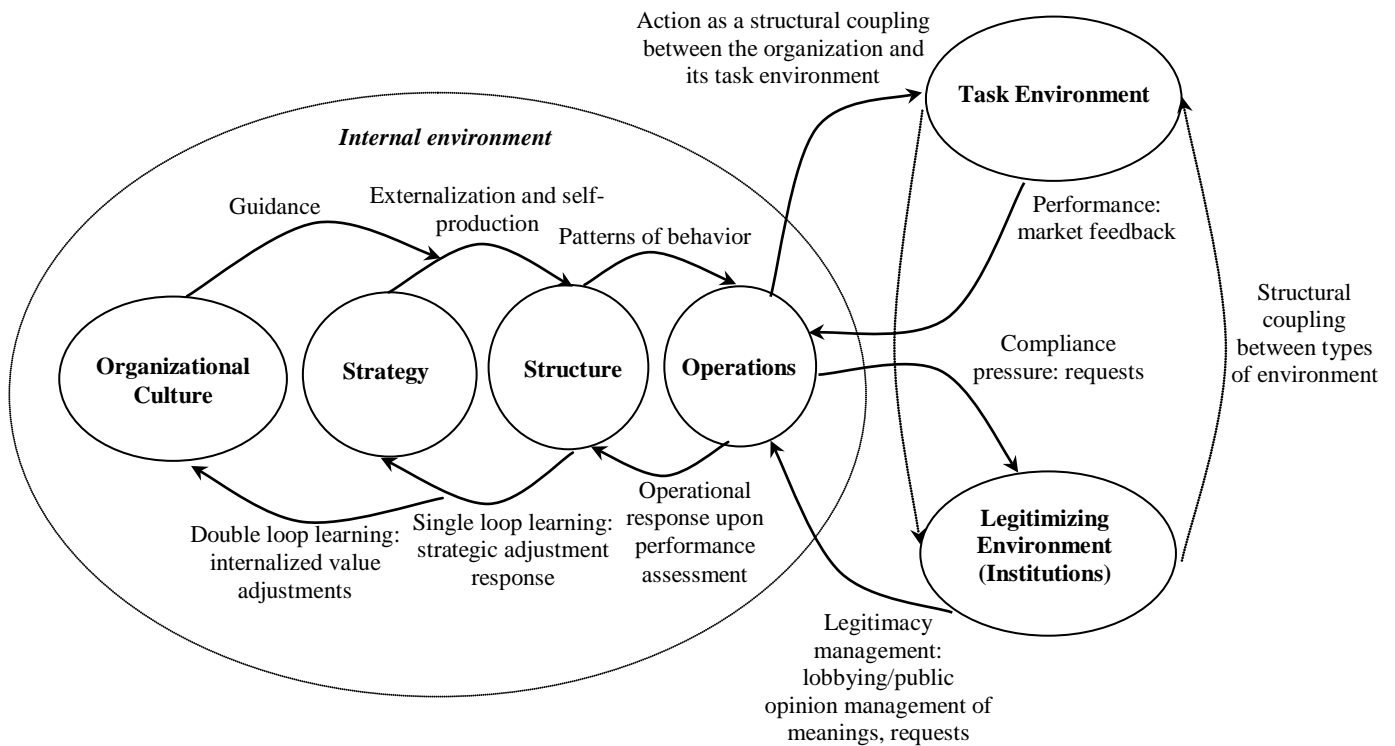 Action as a structural coupling
between the organization and
its task environment
Task Environment
Internal environment
Guidance
Externalization and self-
production
Patterns of behavior
Performance:
market feedback
Structural
coupling
between types
of environment
Organizational
Culture
Strategy
Structure
Operations
Compliance
pressure: requests
Double loop learning:
internalized value
adjustments
Single loop learning:
strategic adjustment
response
Operational
response upon
performance
assessment
Legitimizing
Environment
(Institutions)
Legitimacy
management:
lobbying/public
opinion management of
meanings, requests